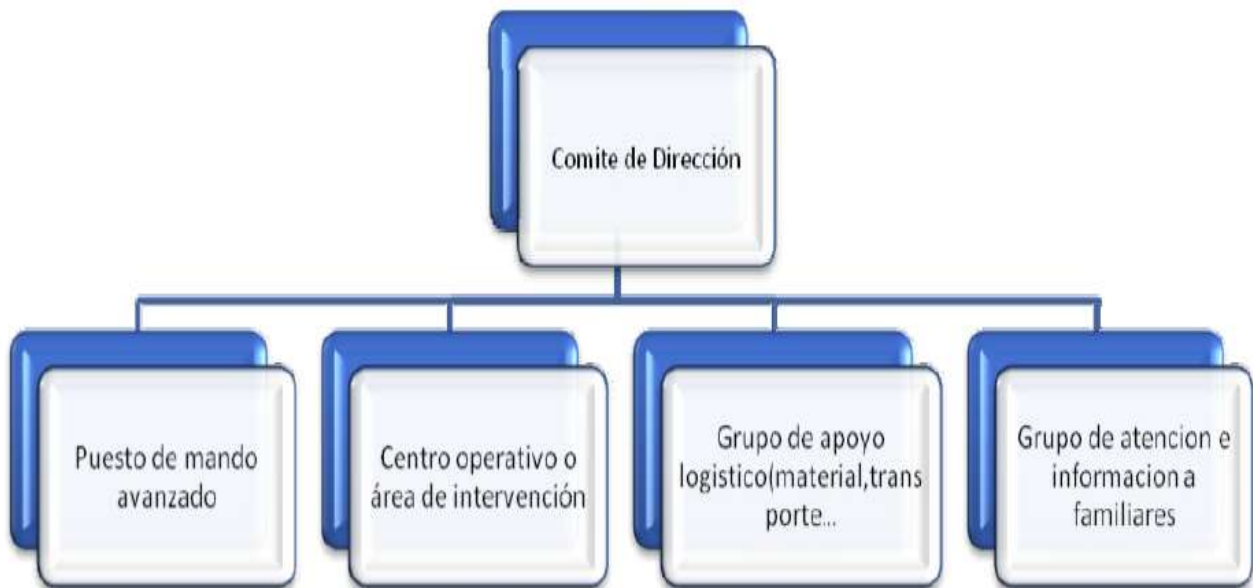 Comite de Dirección
Puesto de mando
avanzado
Centro operativo o
área de intervención
Grupo de apoyo
logistico(material,trans
porte...
Grupo de atencion e
informacion a
familiares